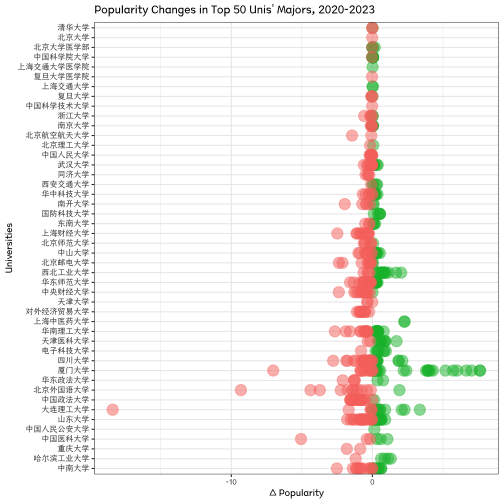 Popularity Changes in Top 50 Unis' Majors, 2020-2023
Universities
清华大学
北京大学
北京大学医学部
中国科学院大学
上海交通大学医学院
复旦大学医学院
上海交通大学
复旦大学
中国科学技术大学
浙江大学
南京大学
北京航空航天大学
北京理工大学
中国人民大学
武汉大学
同济大学
西安交通大学
华中科技大学
南开大学
国防科技大学
东南大学
上海财经大学
北京师范大学
中山大学
北京邮电大学
西北工业大学
华东师范大学
中央财经大学
天津大学
对外经济贸易大学
上海中医药大学
华南理工大学
天津医科大学
电子科技大学
四川大学
厦门大学
华东政法大学
北京外国语大学
中国政法大学
大连理工大学
山东大学
中国人民公安大学
中国医科大学
重庆大学
哈尔滨工业大学
中南大学
-10
0
Δ Popularity